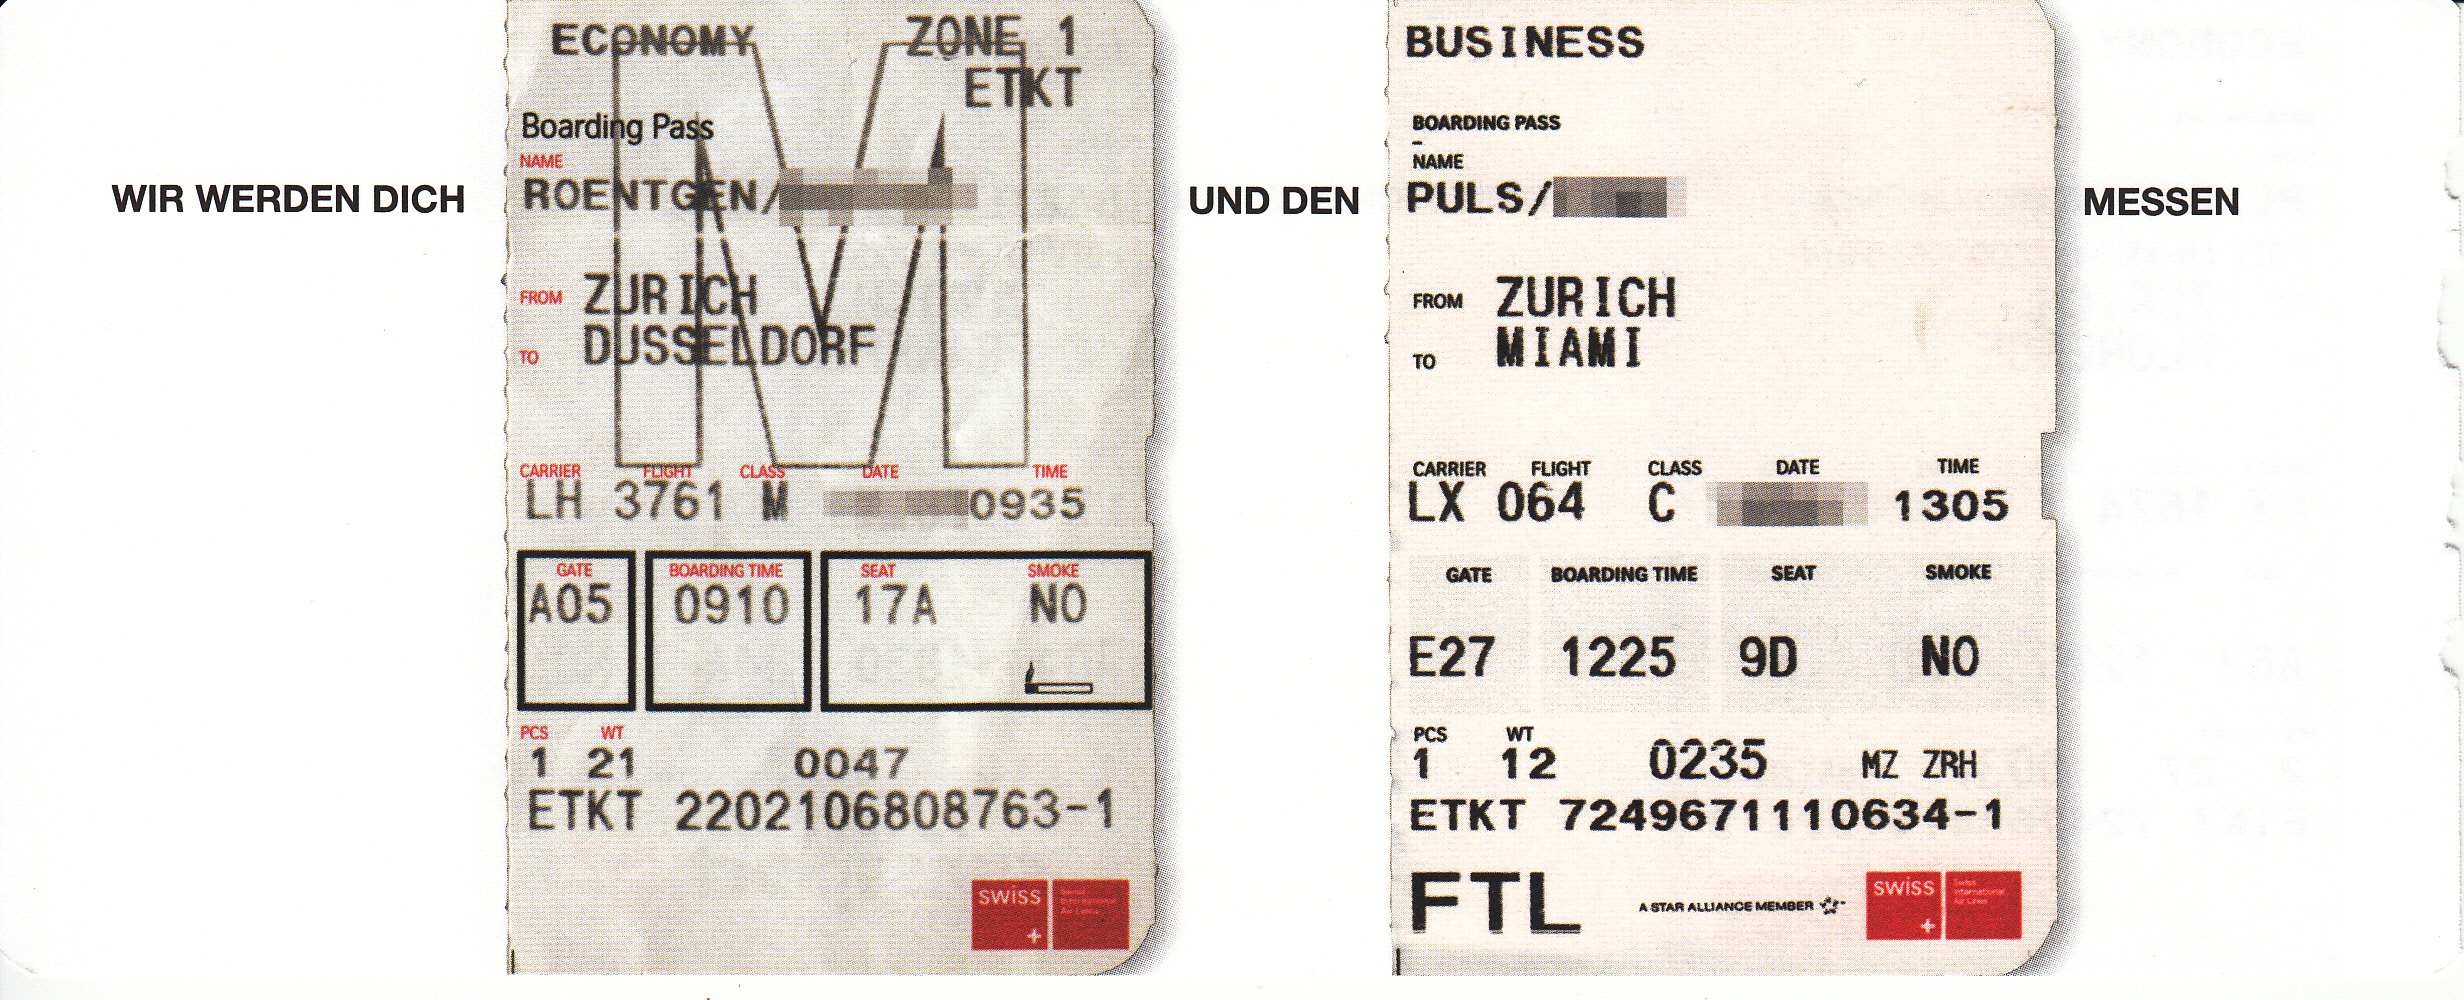 WIR WERDEN DICH
ECONOMY ZONE 1
ETKT
Boarding Pass
NAME
ROENTGEN/
FROM ZURICH
TO DUSSELDORF
CARRIER FLIGHT CLASS DATE TIME
LH 3761 M 0935
GATE BOARDING TIME SEAT SMOKE
A05 0910 17A NO
PCS WT
1 21 0047
ETKT 2202106808763-1
swiss
UND DEN
BUSINESS
BOARDING PASS
NAME
PULS/
FROM ZURICH
TO MIAMI
CARRIER FLIGHT CLASS DATE TIME
LX 064 C 1305
GATE BOARDING TIME SEAT SMOKE
E27 1225 9D NO
PCS WT
1 12 0235 MZ ZRH
ETKT 7249671110634-1
FTL A STAR ALLIANCE MEMBER
swiss Swiss
International
Air Lines
MESSEN